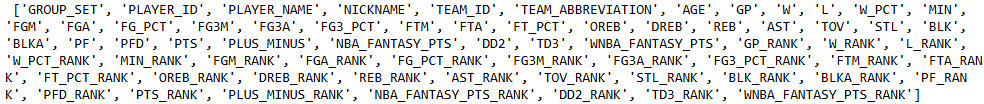 ['GROUP_SET', 'PLAYER_ID', 'PLAYER_NAME', 'NICKNAME', 'TEAM_ID', 'TEAM_ABBREVIATION', 'AGE', 'GP', 'W', 'L', 'W_PCT', 'MIN',
'FGM', 'FGA', 'FG_PCT', 'FG3M', 'FG3A', 'FG3_PCT', 'FTM', 'FTA', 'FT_PCT', 'OREB', 'DREB', 'REB', 'AST', 'TOV', 'STL', 'BLK',
'BLKA', 'PF', 'PFD', 'PTS', 'PLUS_MINUS', 'NBA_FANTASY_PTS', 'DD2', 'TD3', 'WNBA_FANTASY_PTS', 'GP_RANK', 'W_RANK', 'L_RANK',
'W_PCT_RANK', 'MIN_RANK', 'FGM_RANK', 'FGA_RANK', 'FG_PCT_RANK', 'FG3M_RANK', 'FG3A_RANK', 'FG3_PCT_RANK', 'FTM_RANK', 'FTA_RAN
K', 'FT_PCT_RANK', 'OREB_RANK', 'DREB_RANK', 'REB_RANK', 'AST_RANK', 'TOV_RANK', 'STL_RANK', 'BLK_RANK', 'BLKA_RANK', 'PF_RAN
K', 'PFD_RANK', 'PTS_RANK', 'PLUS_MINUS_RANK', 'NBA_FANTASY_PTS_RANK', 'DD2_RANK', 'TD3_RANK', 'WNBA_FANTASY_PTS_RANK']